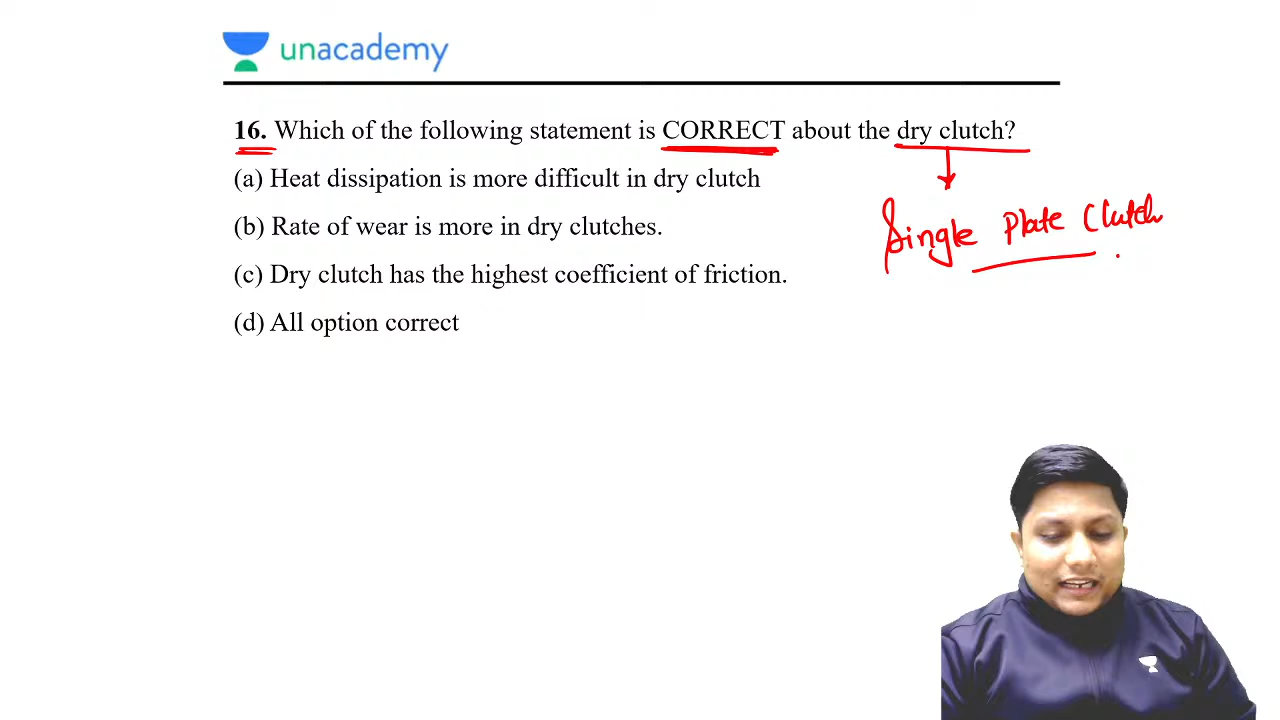 unacademy
16. Which of the following statement is CORRECT about the dry clutch?
(a) Heat dissipation is more difficult in dry clutch
(b) Rate of wear is more in dry clutches.
(c) Dry clutch has the highest coefficient of friction.
(d) All option correct
Single Plate Clutch